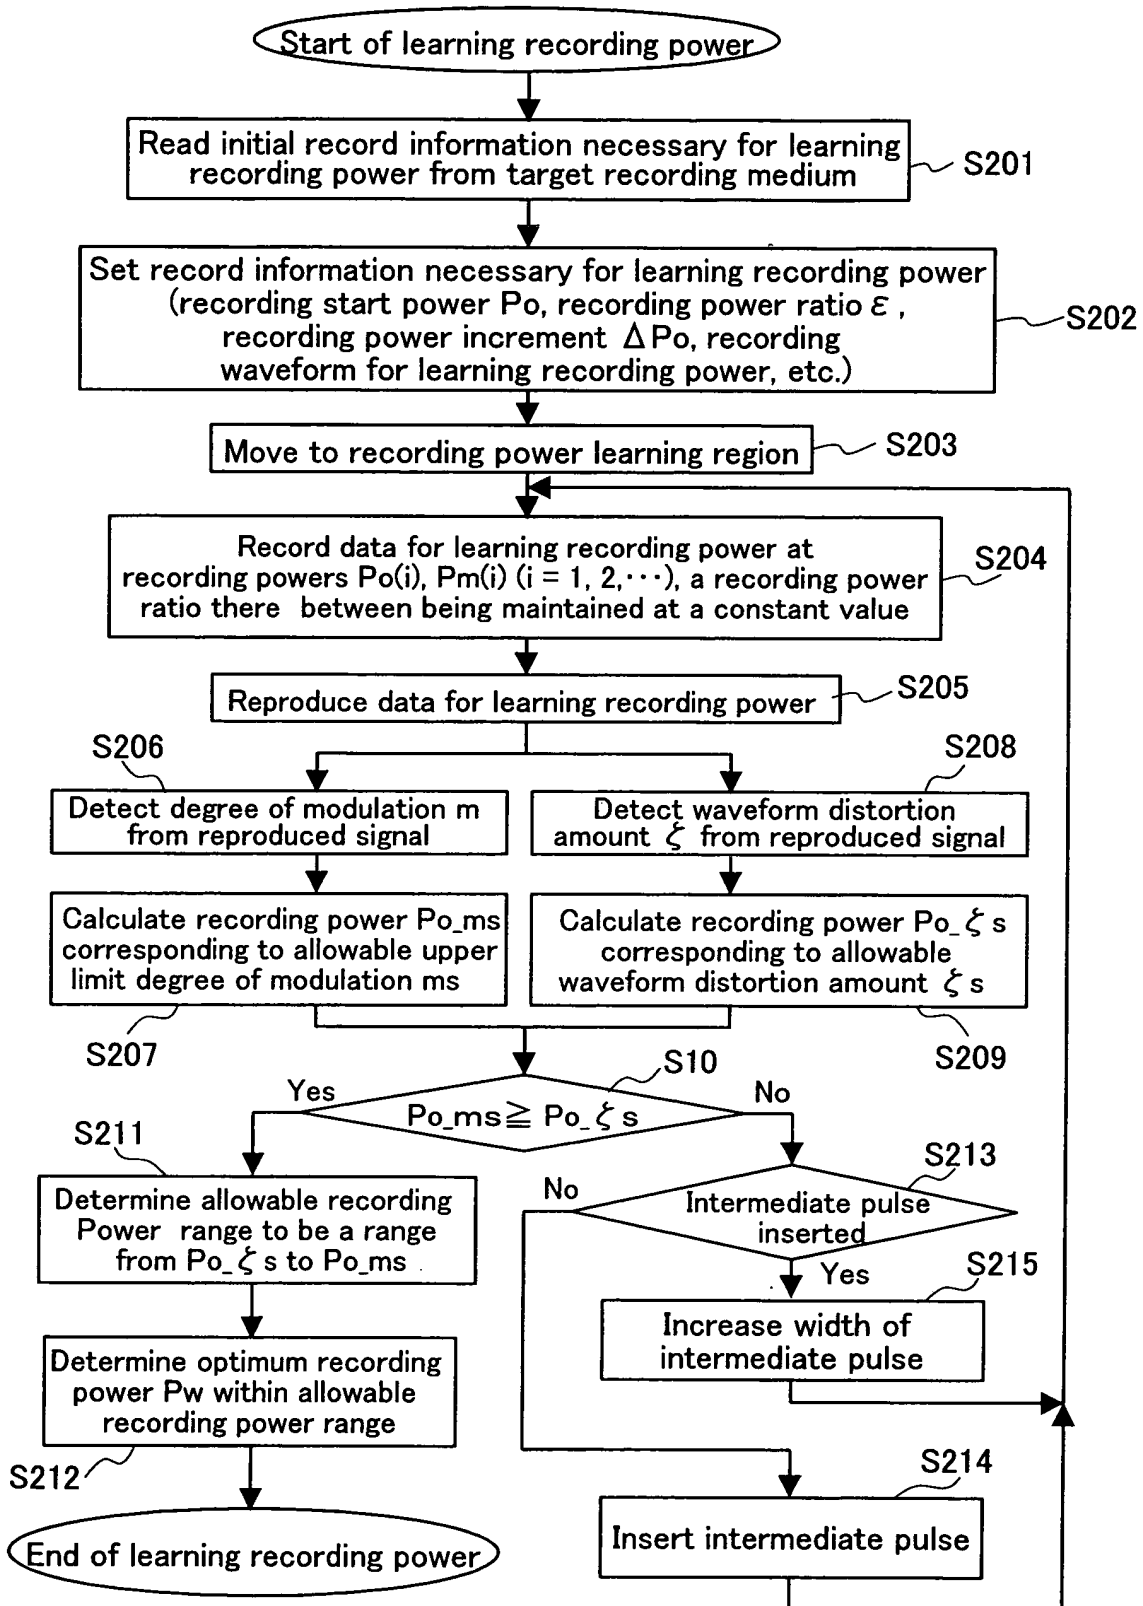 Start of learning recording power
Read initial record information necessary for learning
recording power from target recording medium
S201
Set record information necessary for learning recording power
(recording start power Po, recording power ratio ε,
recording power increment ΔPo, recording
waveform for learning recording power, etc.)
S202
Move to recording power learning region
S203
Record data for learning recording power at
recording powers Po(i), Pm(i) (i = 1, 2,···), a recording power
ratio there between being maintained at a constant value
S204
Reproduce data for learning recording power
S205
S206
Detect degree of modulation m
from reproduced signal
S208
Detect waveform distortion
amount ζ from reproduced signal
Calculate recording power Po_ms
corresponding to allowable upper
limit degree of modulation ms
S207
Calculate recording power Po_ζs
corresponding to allowable
waveform distortion amount ζs
S209
S10
Yes
Po_ms≧Po_ζs
No
S211
Determine allowable recording
Power range to be a range
from Po_ζs to Po_ms
S213
No
Intermediate pulse
inserted
Yes
S215
Increase width of
intermediate pulse
Determine optimum recording
power Pw within allowable
recording power range
S212
S214
Insert intermediate pulse
End of learning recording power